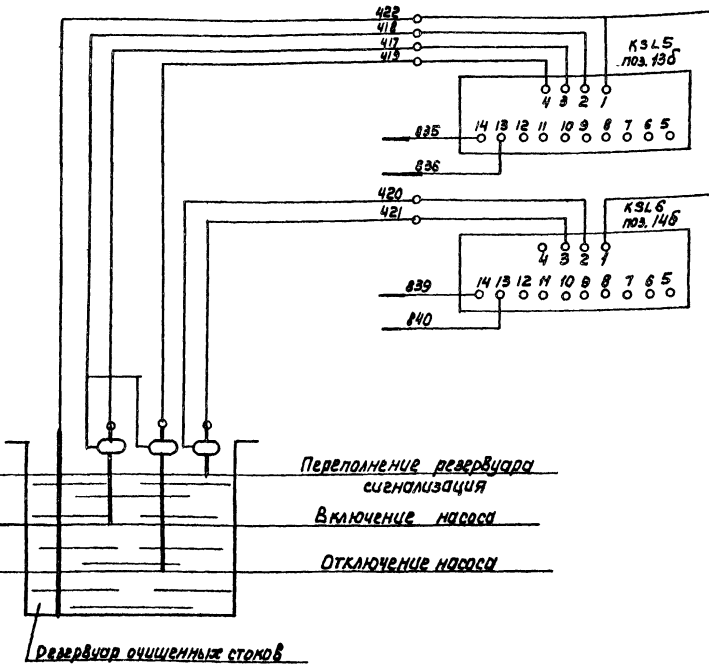 422
418
417
419
KSL5
поз. 13б
4 3 2 1
14 13 12 11 10 9 8 7 6 5
835
836
420
421
KSL6
поз. 14б
4 3 2 1
14 13 12 11 10 9 8 7 6 5
839
840
Переполнение резервуара
сигнализация
Включение насоса
Отключение насоса
Резервуар очищенных стоков